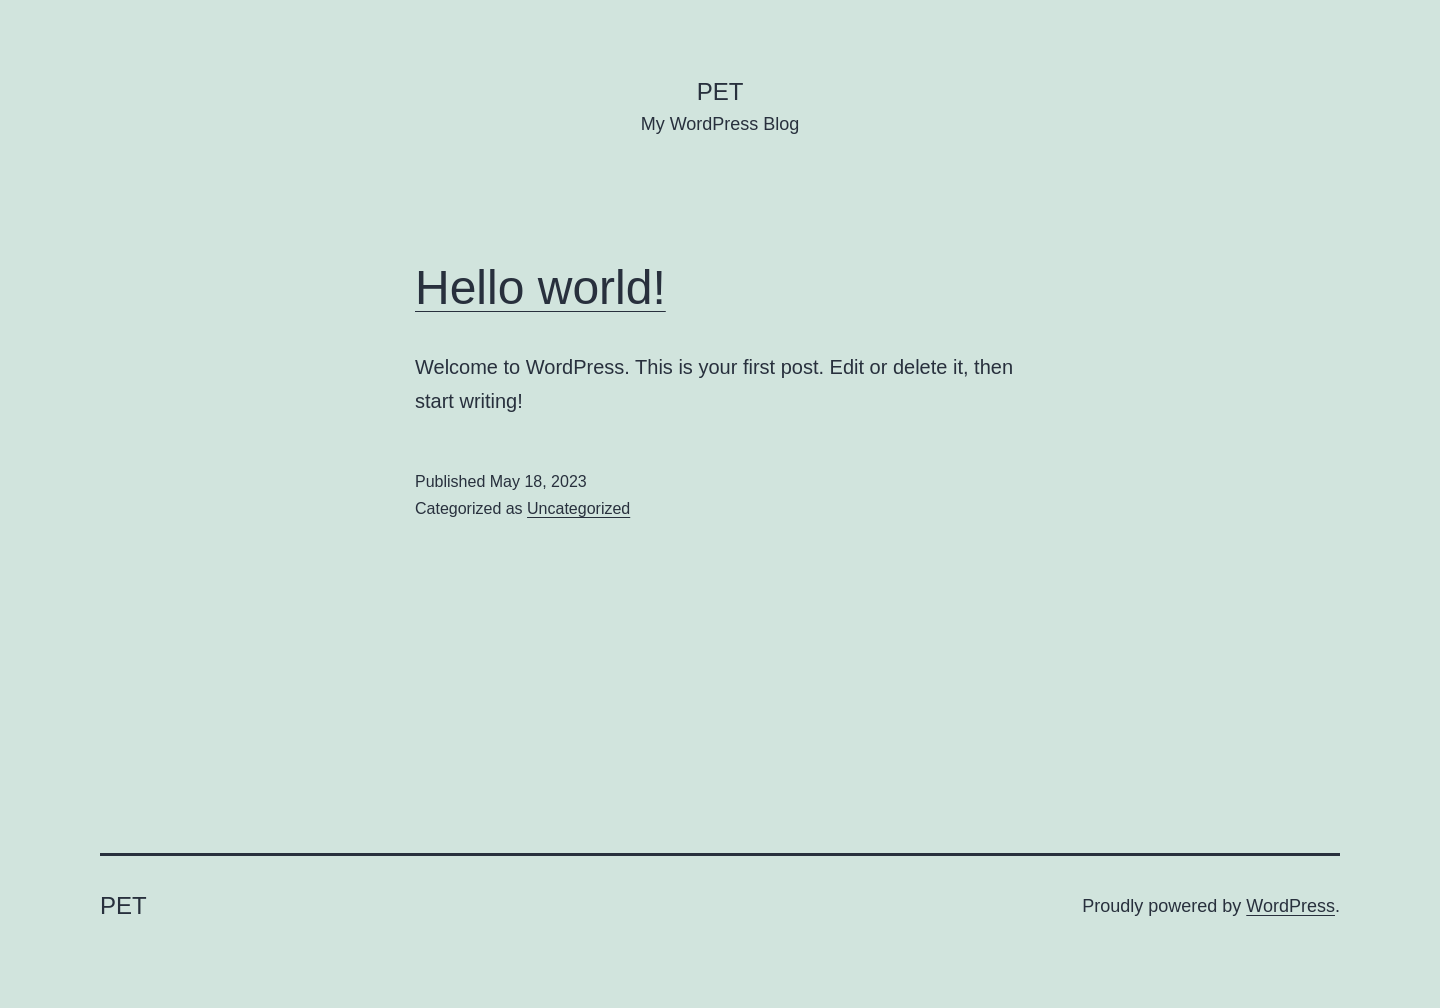 PET
My WordPress Blog
Hello world!
Welcome to WordPress. This is your first post. Edit or delete it, then
start writing!
Published May 18, 2023
Categorized as Uncategorized
PET
Proudly powered by WordPress.